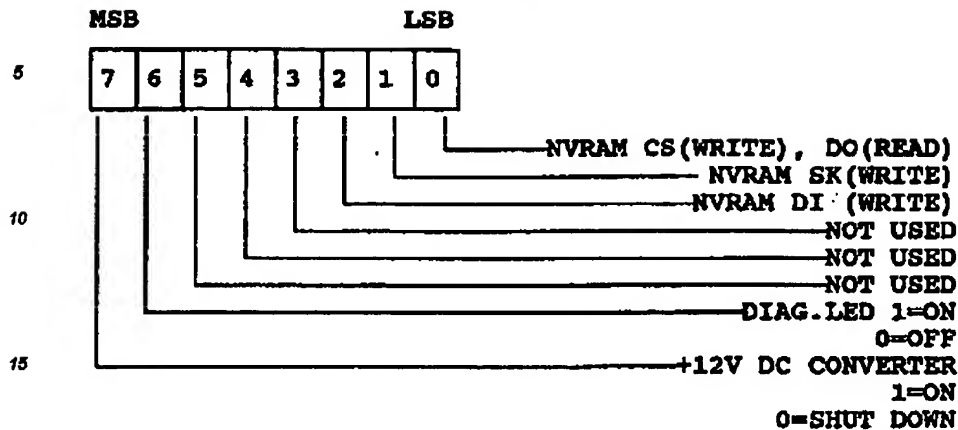 MSB LSB
5 7 6 5 4 3 2 1 0
NVRAM CS(WRITE), DO(READ)
NVRAM SK(WRITE)
10 NVRAM DI (WRITE)
NOT USED
NOT USED
NOT USED
DIAG.LED 1=ON
0=OFF
15 +12V DC CONVERTER
1=ON
0=SHUT DOWN